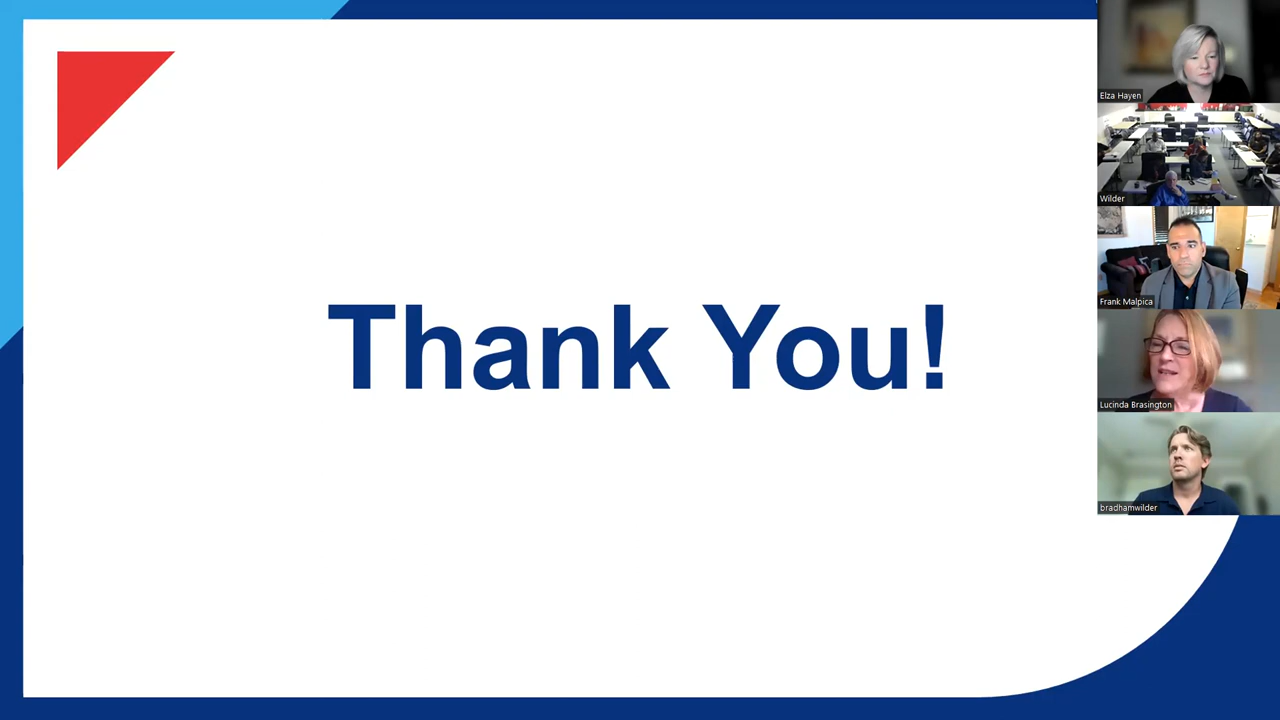 Thank You!
Elza Hayen
Wilder
Frank Malpica
Lucinda Brasington
bradhamwilder